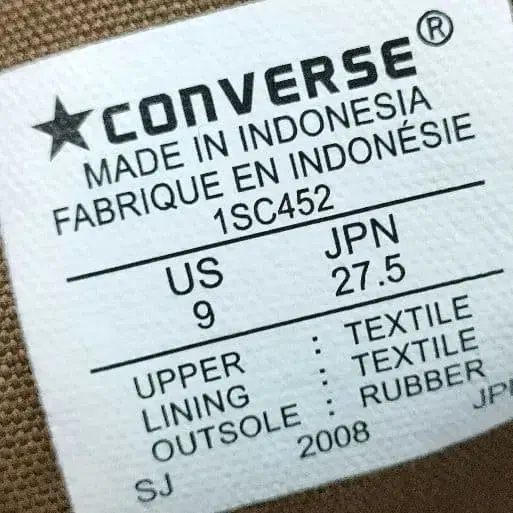 ★CONVERSE®
MADE IN INDONESIA
FABRIQUE EN INDONÉSIE
1SC452
US JPN
9 27.5
UPPER : TEXTILE
LINING : TEXTILE
OUTSOLE : RUBBER
SJ 2008